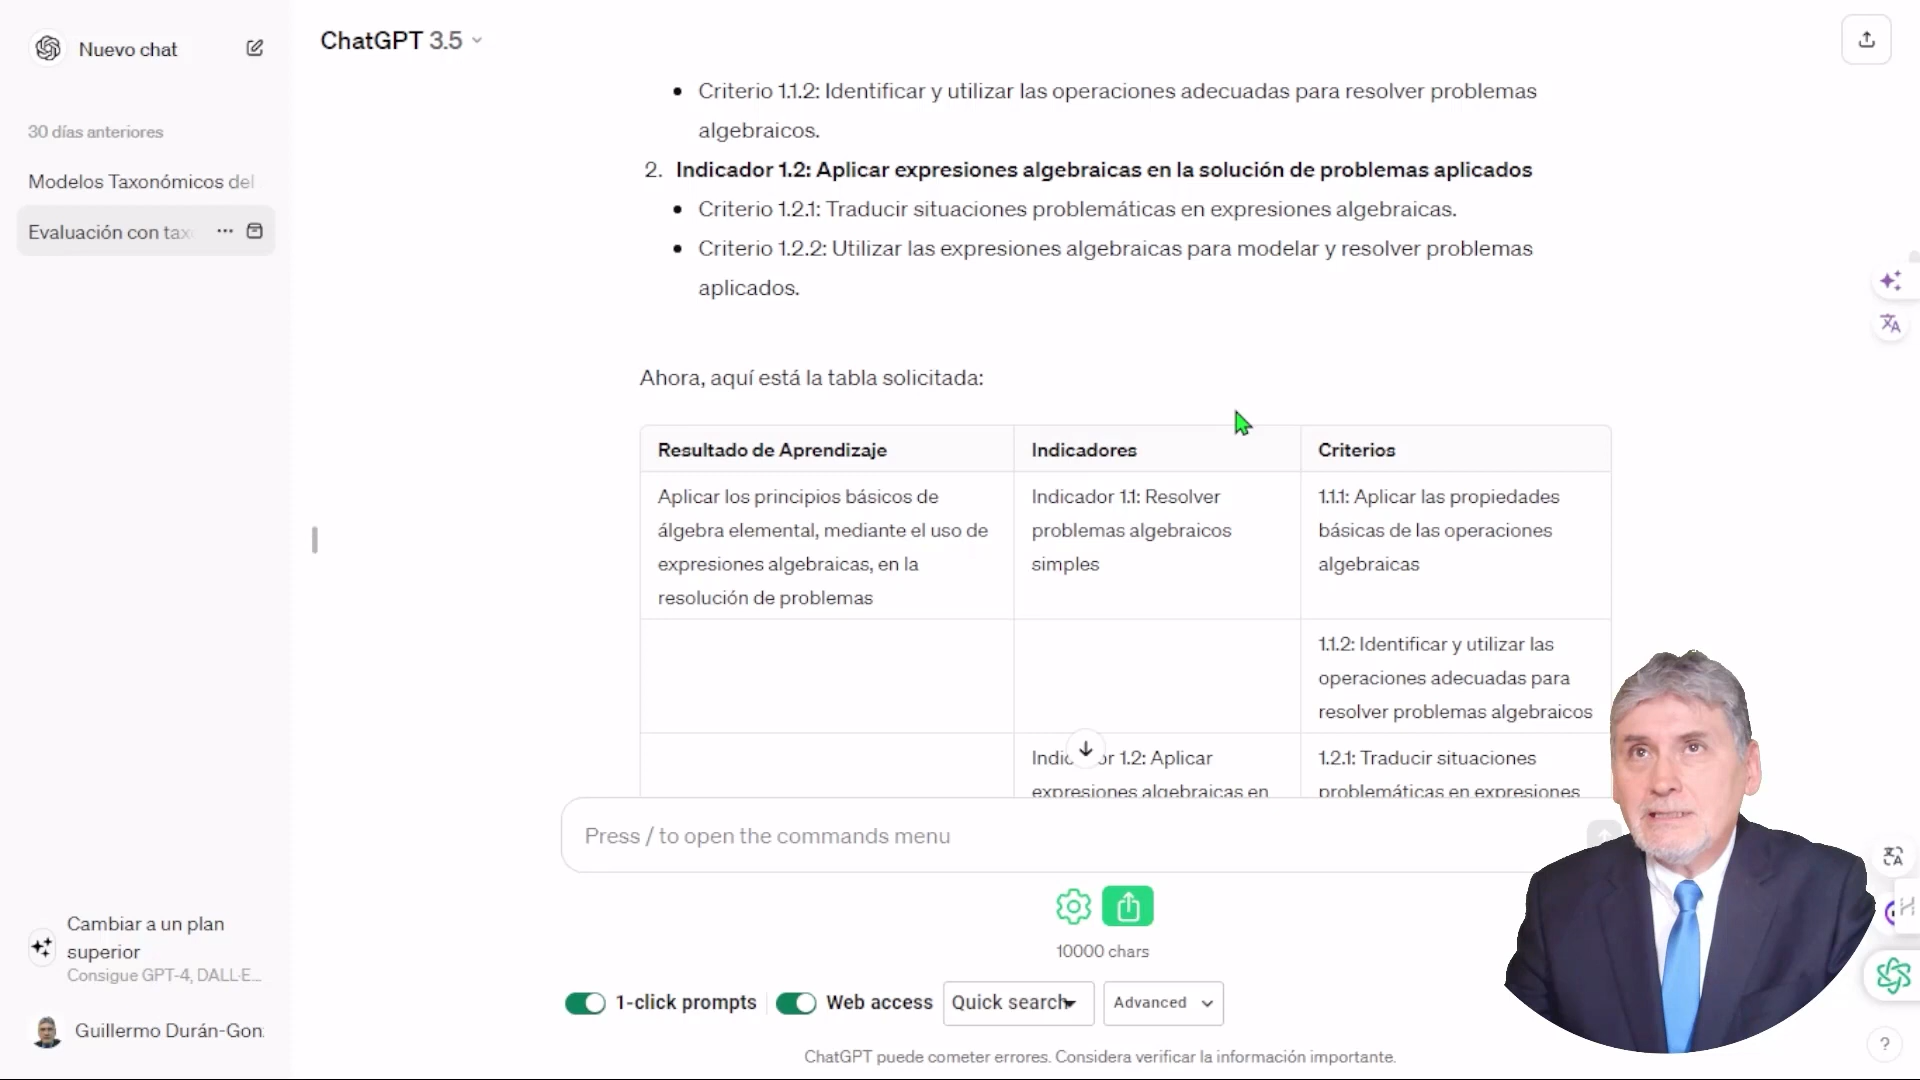 Nuevo chat
ChatGPT 3.5
30 días anteriores
Modelos Taxonómicos del
Evaluación con tax
Criterio 1.1.2: Identificar y utilizar las operaciones adecuadas para resolver problemas
algebraicos.
2. Indicador 1.2: Aplicar expresiones algebraicas en la solución de problemas aplicados
Criterio 1.2.1: Traducir situaciones problemáticas en expresiones algebraicas.
Criterio 1.2.2: Utilizar las expresiones algebraicas para modelar y resolver problemas
aplicados.
Ahora, aquí está la tabla solicitada:
Resultado de Aprendizaje
Indicadores
Criterios
Aplicar los principios básicos de
álgebra elemental, mediante el uso de
expresiones algebraicas, en la
resolución de problemas
Indicador 1.1: Resolver
problemas algebraicos
simples
1.1.1: Aplicar las propiedades
básicas de las operaciones
algebraicas
1.1.2: Identificar y utilizar las
operaciones adecuadas para
resolver problemas algebraicos
1.2: Aplicar
expresiones algebraicas en
1.2.1: Traducir situaciones
problemáticas en expresiones
Press / to open the commands menu
10000 chars
1-click prompts
Web access
Quick search
Advanced
ChatGPT puede cometer errores. Considera verificar la información importante.
Cambiar a un plan
superior
Consigue GPT-4, DALL·E...
Guillermo Durán-Gon
?